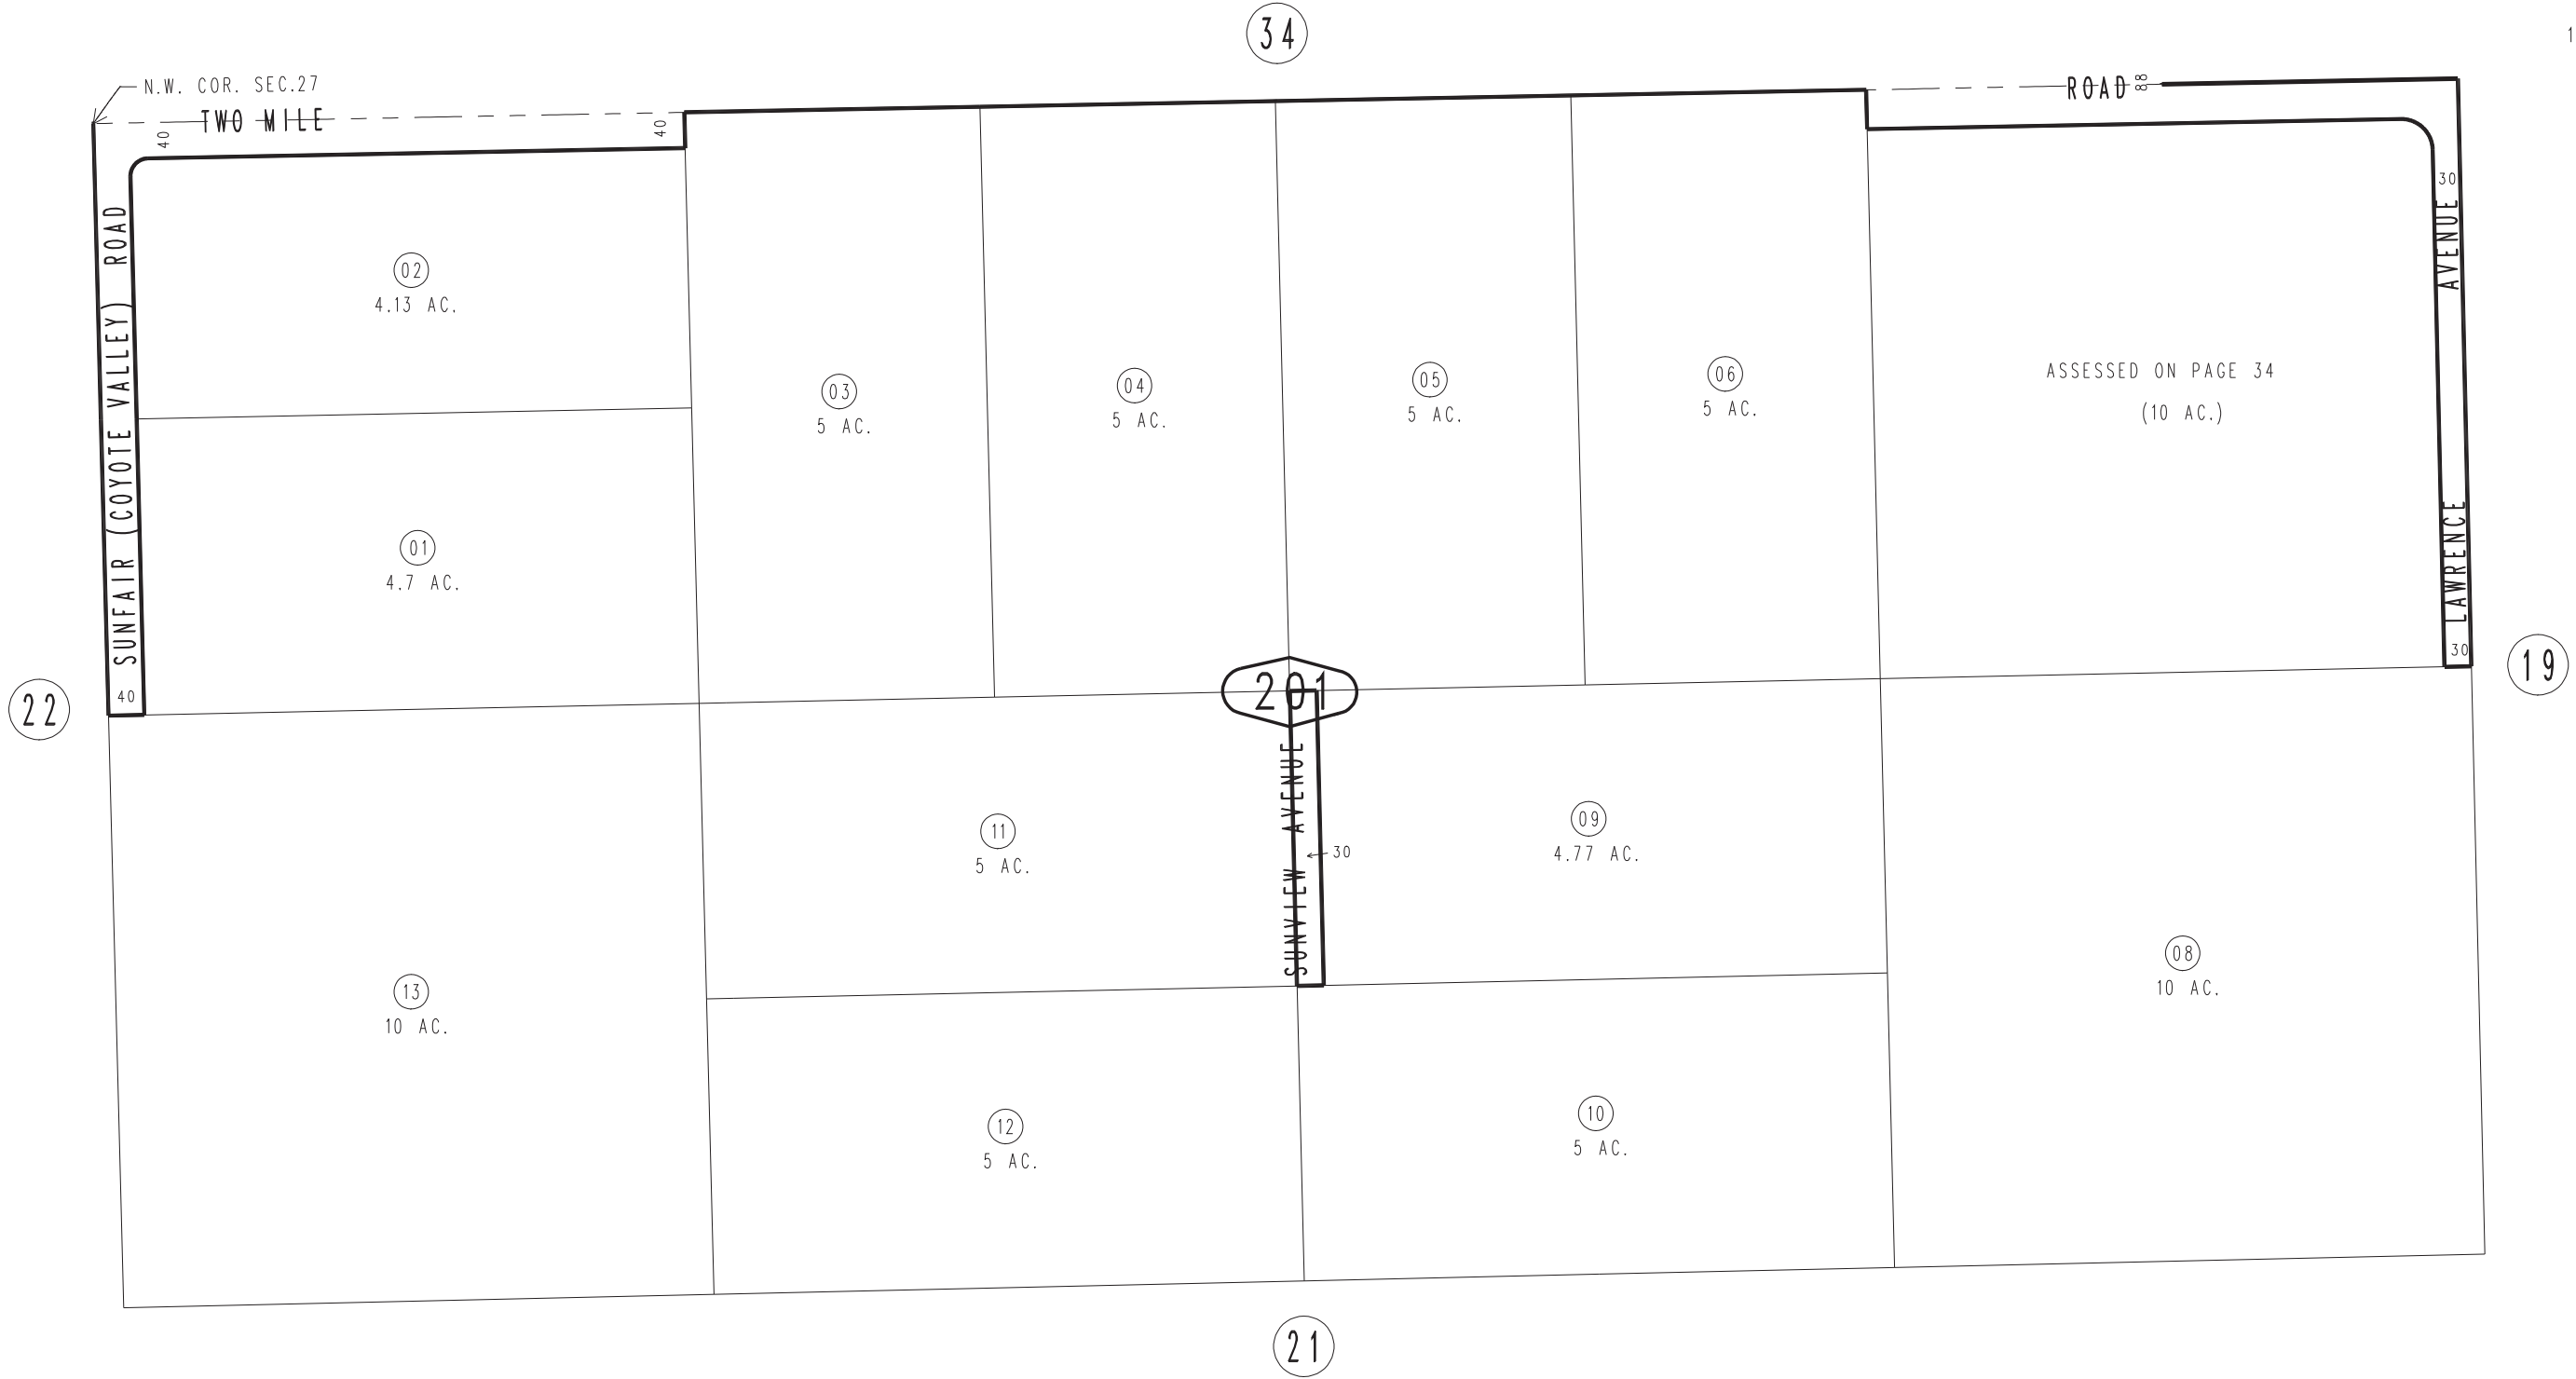 34
1
N.W. COR. SEC.27
TWO MILE
ROAD
88
40
40
30
SUNFAIR (COYOTE VALLEY) ROAD
LAWRENCE AVENUE
02
4.13 AC.
03
5 AC.
04
5 AC.
05
5 AC.
06
5 AC.
ASSESSED ON PAGE 34
(10 AC.)
01
4.7 AC.
40
30
22
201
19
SUNVIEW AVENUE
30
11
5 AC.
09
4.77 AC.
13
10 AC.
08
10 AC.
12
5 AC.
10
5 AC.
21